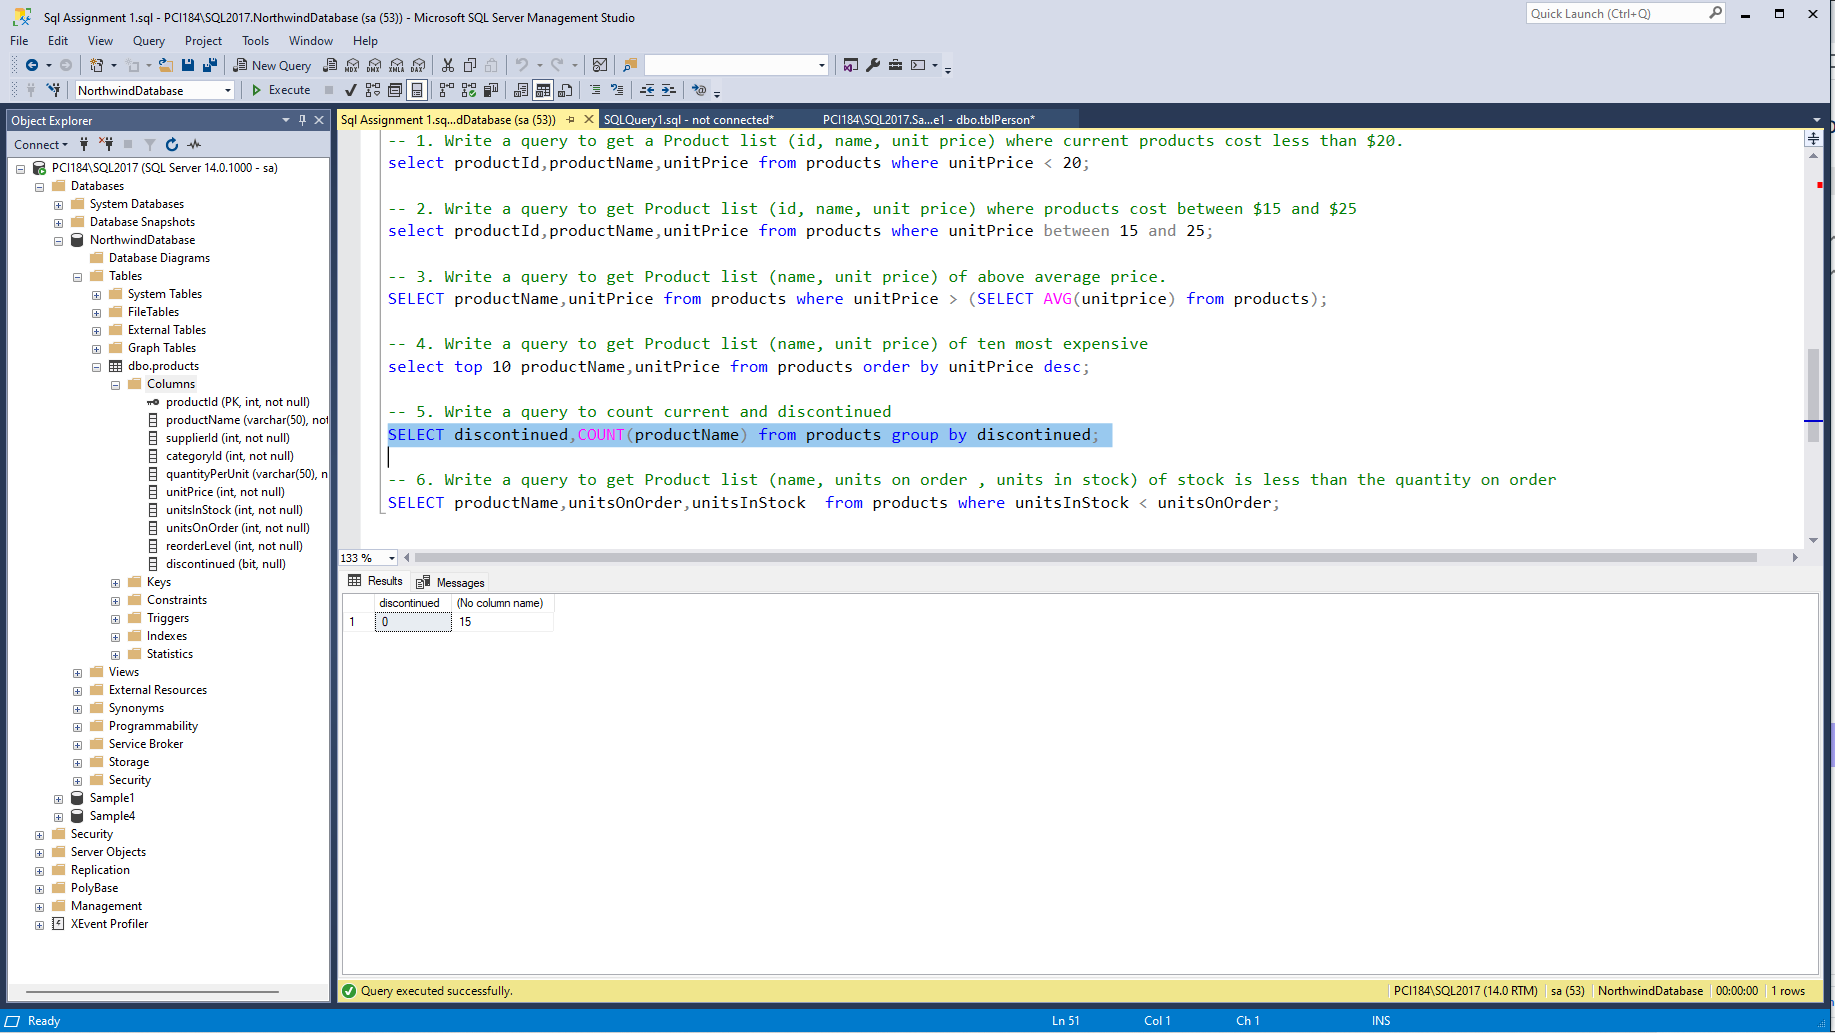 Sql Assignment 1.sql - PCI184\SQL2017.NorthwindDatabase (sa (53)) - Microsoft SQL Server Management Studio
Quick Launch (Ctrl+Q)
File Edit View Query Project Tools Window Help
New Query MDX DMX XMLA DAX
NorthwindDatabase Execute
Object Explorer
Connect
PCI184\SQL2017 (SQL Server 14.0.1000 - sa)
Databases
System Databases
Database Snapshots
NorthwindDatabase
Database Diagrams
Tables
System Tables
FileTables
External Tables
Graph Tables
dbo.products
Columns
productId (PK, int, not null)
productName (varchar(50), not
supplierId (int, not null)
categoryId (int, not null)
quantityPerUnit (varchar(50), n
unitPrice (int, not null)
unitsInStock (int, not null)
unitsOnOrder (int, not null)
reorderLevel (int, not null)
discontinued (bit, null)
Keys
Constraints
Triggers
Indexes
Statistics
Views
External Resources
Synonyms
Programmability
Service Broker
Storage
Security
Sample1
Sample4
Security
Server Objects
Replication
PolyBase
Management
XEvent Profiler
Sql Assignment 1.sq...dDatabase (sa (53)) SQLQuery1.sql - not connected* PCI184\SQL2017.Sa...e1 - dbo.tblPerson*
-- 1. Write a query to get a Product list (id, name, unit price) where current products cost less than $20.
select productId,productName,unitPrice from products where unitPrice < 20;
-- 2. Write a query to get Product list (id, name, unit price) where products cost between $15 and $25
select productId,productName,unitPrice from products where unitPrice between 15 and 25;
-- 3. Write a query to get Product list (name, unit price) of above average price.
SELECT productName,unitPrice from products where unitPrice > (SELECT AVG(unitprice) from products);
-- 4. Write a query to get Product list (name, unit price) of ten most expensive
select top 10 productName,unitPrice from products order by unitPrice desc;
-- 5. Write a query to count current and discontinued
SELECT discontinued,COUNT(productName) from products group by discontinued;
-- 6. Write a query to get Product list (name, units on order , units in stock) of stock is less than the quantity on order
SELECT productName,unitsOnOrder,unitsInStock  from products where unitsInStock < unitsOnOrder;
133 %
Results Messages
discontinued (No column name)
1 0 15
Query executed successfully. PCI184\SQL2017 (14.0 RTM) sa (53) NorthwindDatabase 00:00:00 1 rows
Ready Ln 51 Col 1 Ch 1 INS